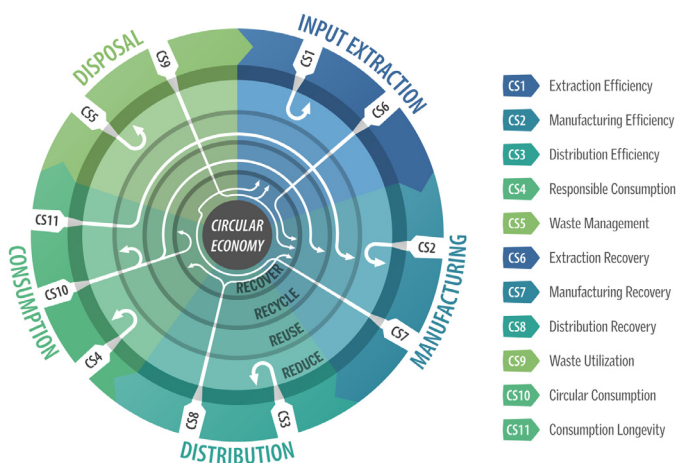 INPUT EXTRACTION
DISPOSAL
CS9
CS1
CS6
CS5
CS11
CIRCULAR
ECONOMY
CS2
MANUFACTURING
CONSUMPTION
CS10
RECOVER
RECYCLE
REUSE
REDUCE
CS7
CS4
CS8
CS3
DISTRIBUTION
CS1 Extraction Efficiency
CS2 Manufacturing Efficiency
CS3 Distribution Efficiency
CS4 Responsible Consumption
CS5 Waste Management
CS6 Extraction Recovery
CS7 Manufacturing Recovery
CS8 Distribution Recovery
CS9 Waste Utilization
CS10 Circular Consumption
CS11 Consumption Longevity